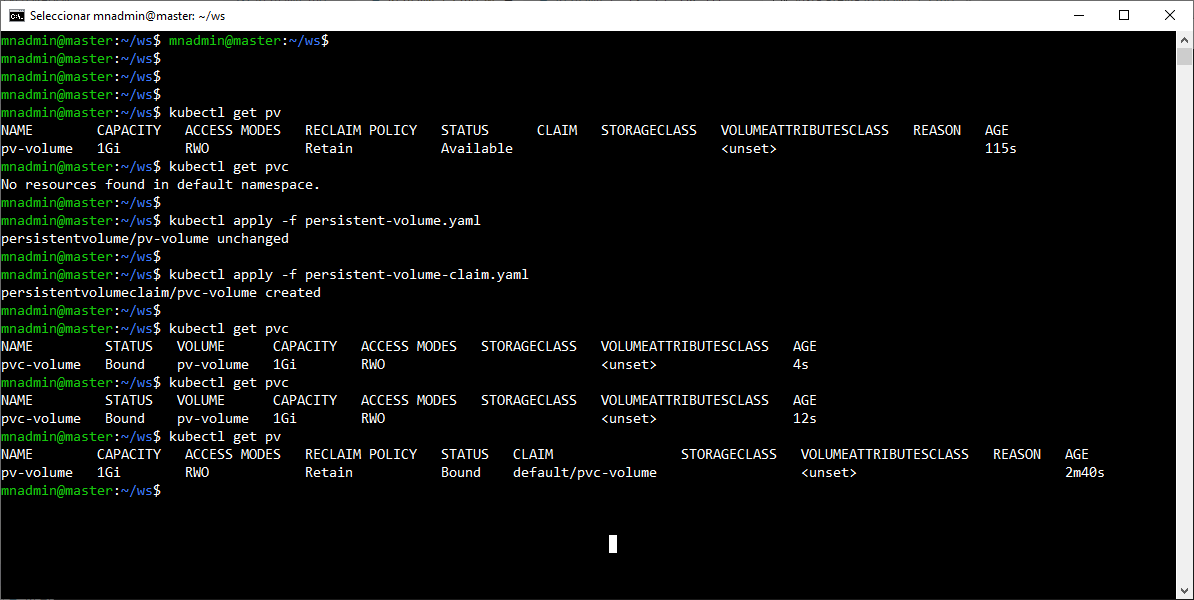 Seleccionar mnadmin@master: ~/ws
mnadmin@master:~/ws$ mnadmin@master:~/ws$
mnadmin@master:~/ws$
mnadmin@master:~/ws$
mnadmin@master:~/ws$
mnadmin@master:~/ws$ kubectl get pv
NAME        CAPACITY   ACCESS MODES   RECLAIM POLICY   STATUS      CLAIM   STORAGECLASS   VOLUMEATTRIBUTESCLASS   REASON   AGE
pv-volume   1Gi        RWO            Retain           Available                          <unset>                          115s
mnadmin@master:~/ws$ kubectl get pvc
No resources found in default namespace.
mnadmin@master:~/ws$
mnadmin@master:~/ws$ kubectl apply -f persistent-volume.yaml
persistentvolume/pv-volume unchanged
mnadmin@master:~/ws$
mnadmin@master:~/ws$ kubectl apply -f persistent-volume-claim.yaml
persistentvolumeclaim/pvc-volume created
mnadmin@master:~/ws$
mnadmin@master:~/ws$ kubectl get pvc
NAME         STATUS   VOLUME      CAPACITY   ACCESS MODES   STORAGECLASS   VOLUMEATTRIBUTESCLASS   AGE
pvc-volume   Bound    pv-volume   1Gi        RWO                           <unset>                 4s
mnadmin@master:~/ws$ kubectl get pvc
NAME         STATUS   VOLUME      CAPACITY   ACCESS MODES   STORAGECLASS   VOLUMEATTRIBUTESCLASS   AGE
pvc-volume   Bound    pv-volume   1Gi        RWO                           <unset>                 12s
mnadmin@master:~/ws$ kubectl get pv
NAME        CAPACITY   ACCESS MODES   RECLAIM POLICY   STATUS   CLAIM                STORAGECLASS   VOLUMEATTRIBUTESCLASS   REASON   AGE
pv-volume   1Gi        RWO            Retain           Bound    default/pvc-volume                  <unset>                          2m40s
mnadmin@master:~/ws$